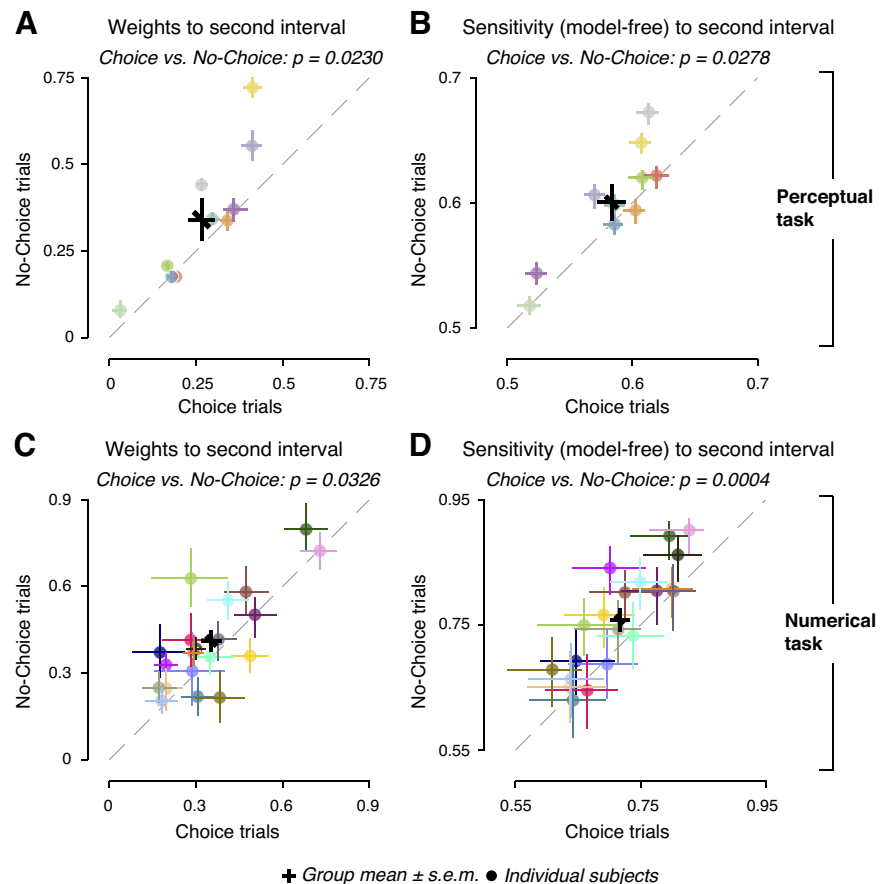 A
Weights to second interval
Choice vs. No-Choice: p = 0.0230
0.75
0.5
0.25
0
No-Choice trials
0
0.25
0.5
0.75
Choice trials
B
Sensitivity (model-free) to second interval
Choice vs. No-Choice: p = 0.0278
0.7
0.6
0.5
No-Choice trials
0.5
0.6
0.7
Choice trials
Perceptual
task
C
Weights to second interval
Choice vs. No-Choice: p = 0.0326
0.9
0.6
0.3
0
No-Choice trials
0
0.3
0.6
0.9
Choice trials
D
Sensitivity (model-free) to second interval
Choice vs. No-Choice: p = 0.0004
0.95
0.75
0.55
No-Choice trials
0.55
0.75
0.95
Choice trials
Numerical
task
Group mean ± s.e.m. Individual subjects